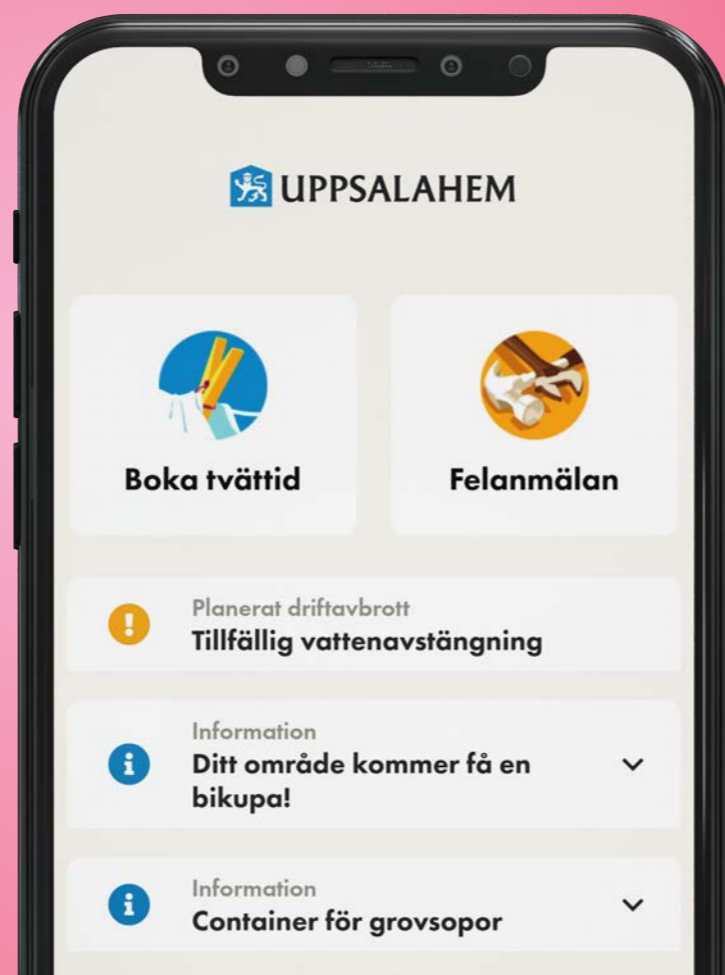 UPPSALAHEM
Boka tvättid
Felanmälan
Planerat driftavbrott
Tillfällig vattenavstängning
Information
Ditt område kommer få en
bikupa!
Information
Container för grovsopor